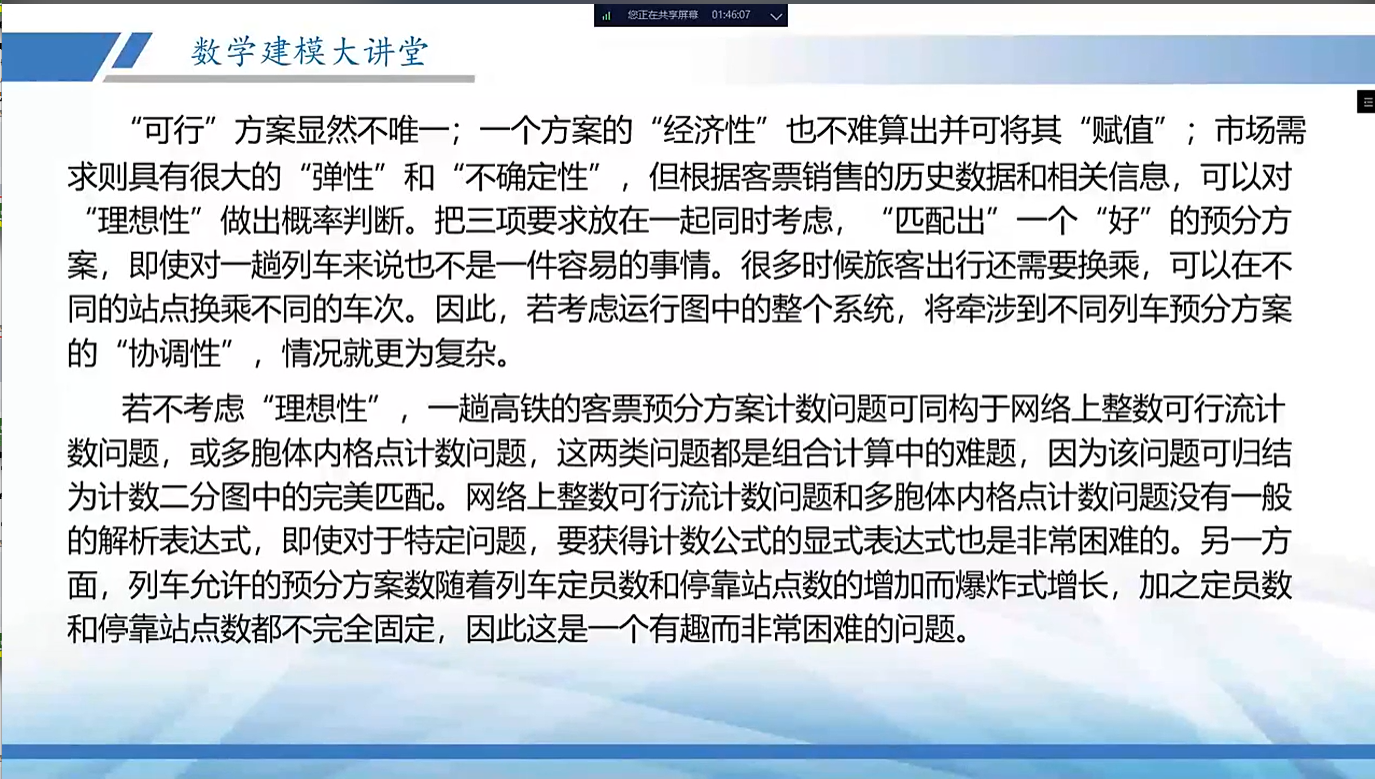 您正在共享屏幕 01:46:07
数学建模大讲堂
“可行”方案显然不唯一；一个方案的“经济性”也不难算出并可将其“赋值”；市场需
求则具有很大的“弹性”和“不确定性”，但根据客票销售的历史数据和相关信息，可以对
“理想性”做出概率判断。把三项要求放在一起同时考虑，“匹配出”一个“好”的预分方
案，即使对一趟列车来说也不是一件容易的事情。很多时候旅客出行还需要换乘，可以在不
同的站点换乘不同的车次。因此，若考虑运行图中的整个系统，将牵涉到不同列车预分方案
的“协调性”，情况就更为复杂。
若不考虑“理想性”，一趟高铁的客票预分方案计数问题可同构于网络上整数可行流计
数问题，或多胞体内格点计数问题，这两类问题都是组合计算中的难题，因为该问题可归结
为计数二分图中的完美匹配。网络上整数可行流计数问题和多胞体内格点计数问题没有一般
的解析表达式，即使对于特定问题，要获得计数公式的显式表达式也是非常困难的。另一方
面，列车允许的预分方案数随着列车定员数和停靠站点数的增加而爆炸式增长，加之定员数
和停靠站点数都不完全固定，因此这是一个有趣而非常困难的问题。